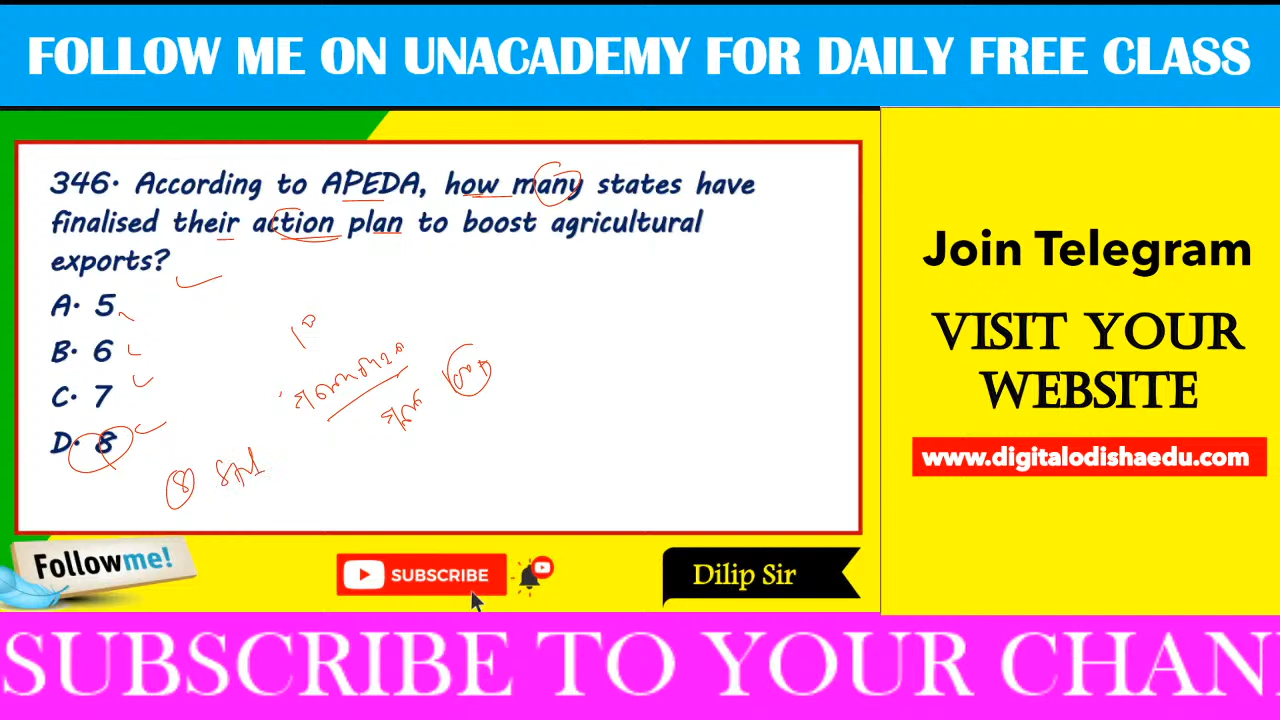 FOLLOW ME ON UNACADEMY FOR DAILY FREE CLASS
346. According to APEDA, how many states have
finalised their action plan to boost agricultural
exports?
A. 5
B. 6
C. 7
D. 8
Join Telegram
VISIT YOUR
WEBSITE
www.digitalodishaedu.com
Followme!
SUBSCRIBE
Dilip Sir
SUBSCRIBE TO YOUR CHAN